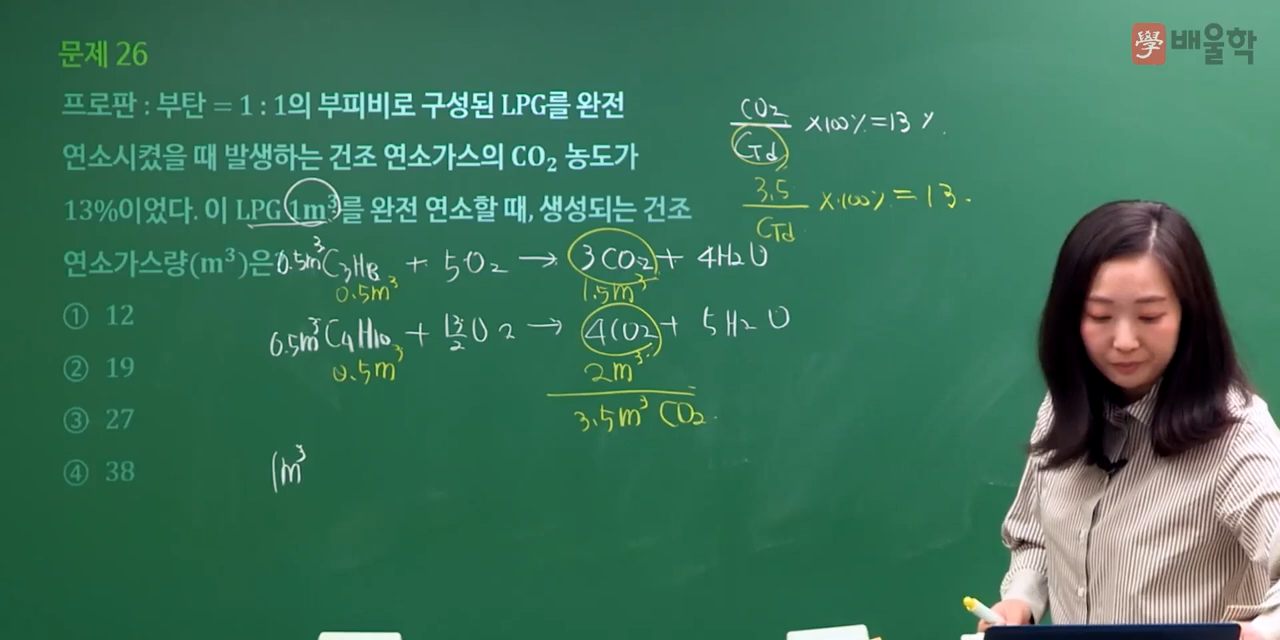 學 배울학
문제 26
프로판 : 부탄 = 1 : 1의 부피비로 구성된 LPG를 완전
연소시켰을 때 발생하는 건조 연소가스의 CO₂ 농도가
13%이었다. 이 LPG 1m³를 완전 연소할 때, 생성되는 건조
연소가스량(m³)은
① 12
② 19
③ 27
④ 38
CO₂
Gd
×100% = 13%.
3.5
Gd
×100% = 13.
0.5m³ C₃H₈ + 5O₂ → 3CO₂ + 4H₂O
0.5m³ 1.5m³
0.5m³ C₄H₁₀ + 13/2 O₂ → 4CO₂ + 5H₂O
0.5m³ 2m³
3.5m³ CO₂.
1m³